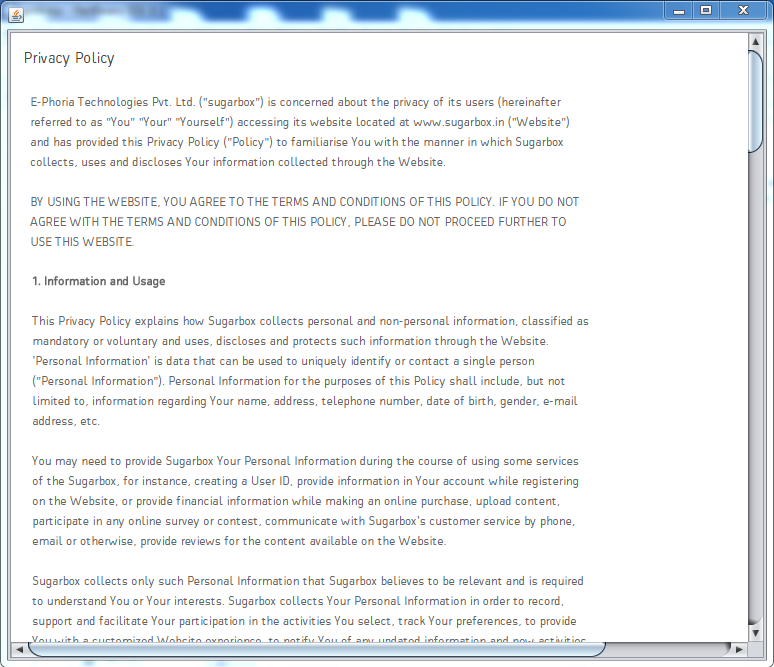 Privacy Policy
E-Phoria Technologies Pvt. Ltd. ("sugarbox") is concerned about the privacy of its users (hereinafter
referred to as "You" "Your" "Yourself") accessing its website located at www.sugarbox.in ("Website")
and has provided this Privacy Policy ("Policy") to familiarise You with the manner in which Sugarbox
collects, uses and discloses Your information collected through the Website.
BY USING THE WEBSITE, YOU AGREE TO THE TERMS AND CONDITIONS OF THIS POLICY. IF YOU DO NOT
AGREE WITH THE TERMS AND CONDITIONS OF THIS POLICY, PLEASE DO NOT PROCEED FURTHER TO
USE THIS WEBSITE.
1. Information and Usage
This Privacy Policy explains how Sugarbox collects personal and non-personal information, classified as
mandatory or voluntary and uses, discloses and protects such information through the Website.
'Personal Information' is data that can be used to uniquely identify or contact a single person
("Personal Information"). Personal Information for the purposes of this Policy shall include, but not
limited to, information regarding Your name, address, telephone number, date of birth, gender, e-mail
address, etc.
You may need to provide Sugarbox Your Personal Information during the course of using some services
of the Sugarbox, for instance, creating a User ID, provide information in Your account while registering
on the Website, or provide financial information while making an online purchase, upload content,
participate in any online survey or contest, communicate with Sugarbox's customer service by phone,
email or otherwise, provide reviews for the content available on the Website.
Sugarbox collects only such Personal Information that Sugarbox believes to be relevant and is required
to understand You or Your interests. Sugarbox collects Your Personal Information in order to record,
support and facilitate Your participation in the activities You select, track Your preferences, to provide
You with a customized Website experience, to notify You of any updated information and new activities